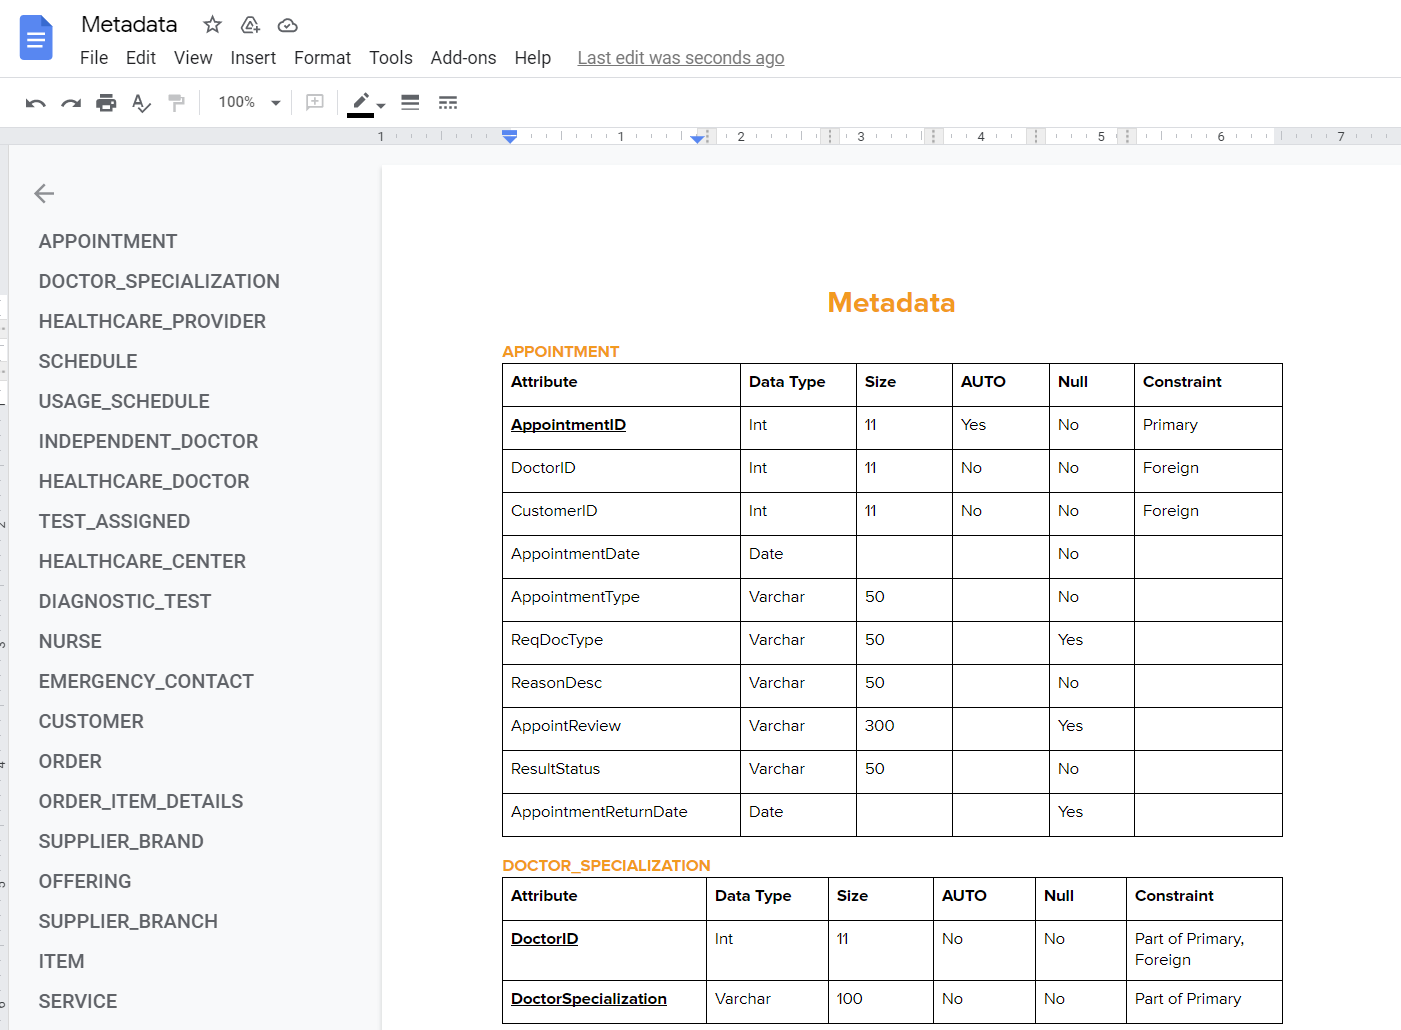 Metadata
File Edit View Insert Format Tools Add-ons Help Last edit was seconds ago
100%
1 1 2 3 4 5 6 7
APPOINTMENT
DOCTOR_SPECIALIZATION
HEALTHCARE_PROVIDER
SCHEDULE
USAGE_SCHEDULE
INDEPENDENT_DOCTOR
HEALTHCARE_DOCTOR
TEST_ASSIGNED
HEALTHCARE_CENTER
DIAGNOSTIC_TEST
NURSE
EMERGENCY_CONTACT
CUSTOMER
ORDER
ORDER_ITEM_DETAILS
SUPPLIER_BRAND
OFFERING
SUPPLIER_BRANCH
ITEM
SERVICE
Metadata
APPOINTMENT
Attribute Data Type Size AUTO Null Constraint
AppointmentID Int 11 Yes No Primary
DoctorID Int 11 No No Foreign
CustomerID Int 11 No No Foreign
AppointmentDate Date No
AppointmentType Varchar 50 No
ReqDocType Varchar 50 Yes
ReasonDesc Varchar 50 No
AppointReview Varchar 300 Yes
ResultStatus Varchar 50 No
AppointmentReturnDate Date Yes
DOCTOR_SPECIALIZATION
Attribute Data Type Size AUTO Null Constraint
DoctorID Int 11 No No Part of Primary,
Foreign
DoctorSpecialization Varchar 100 No No Part of Primary